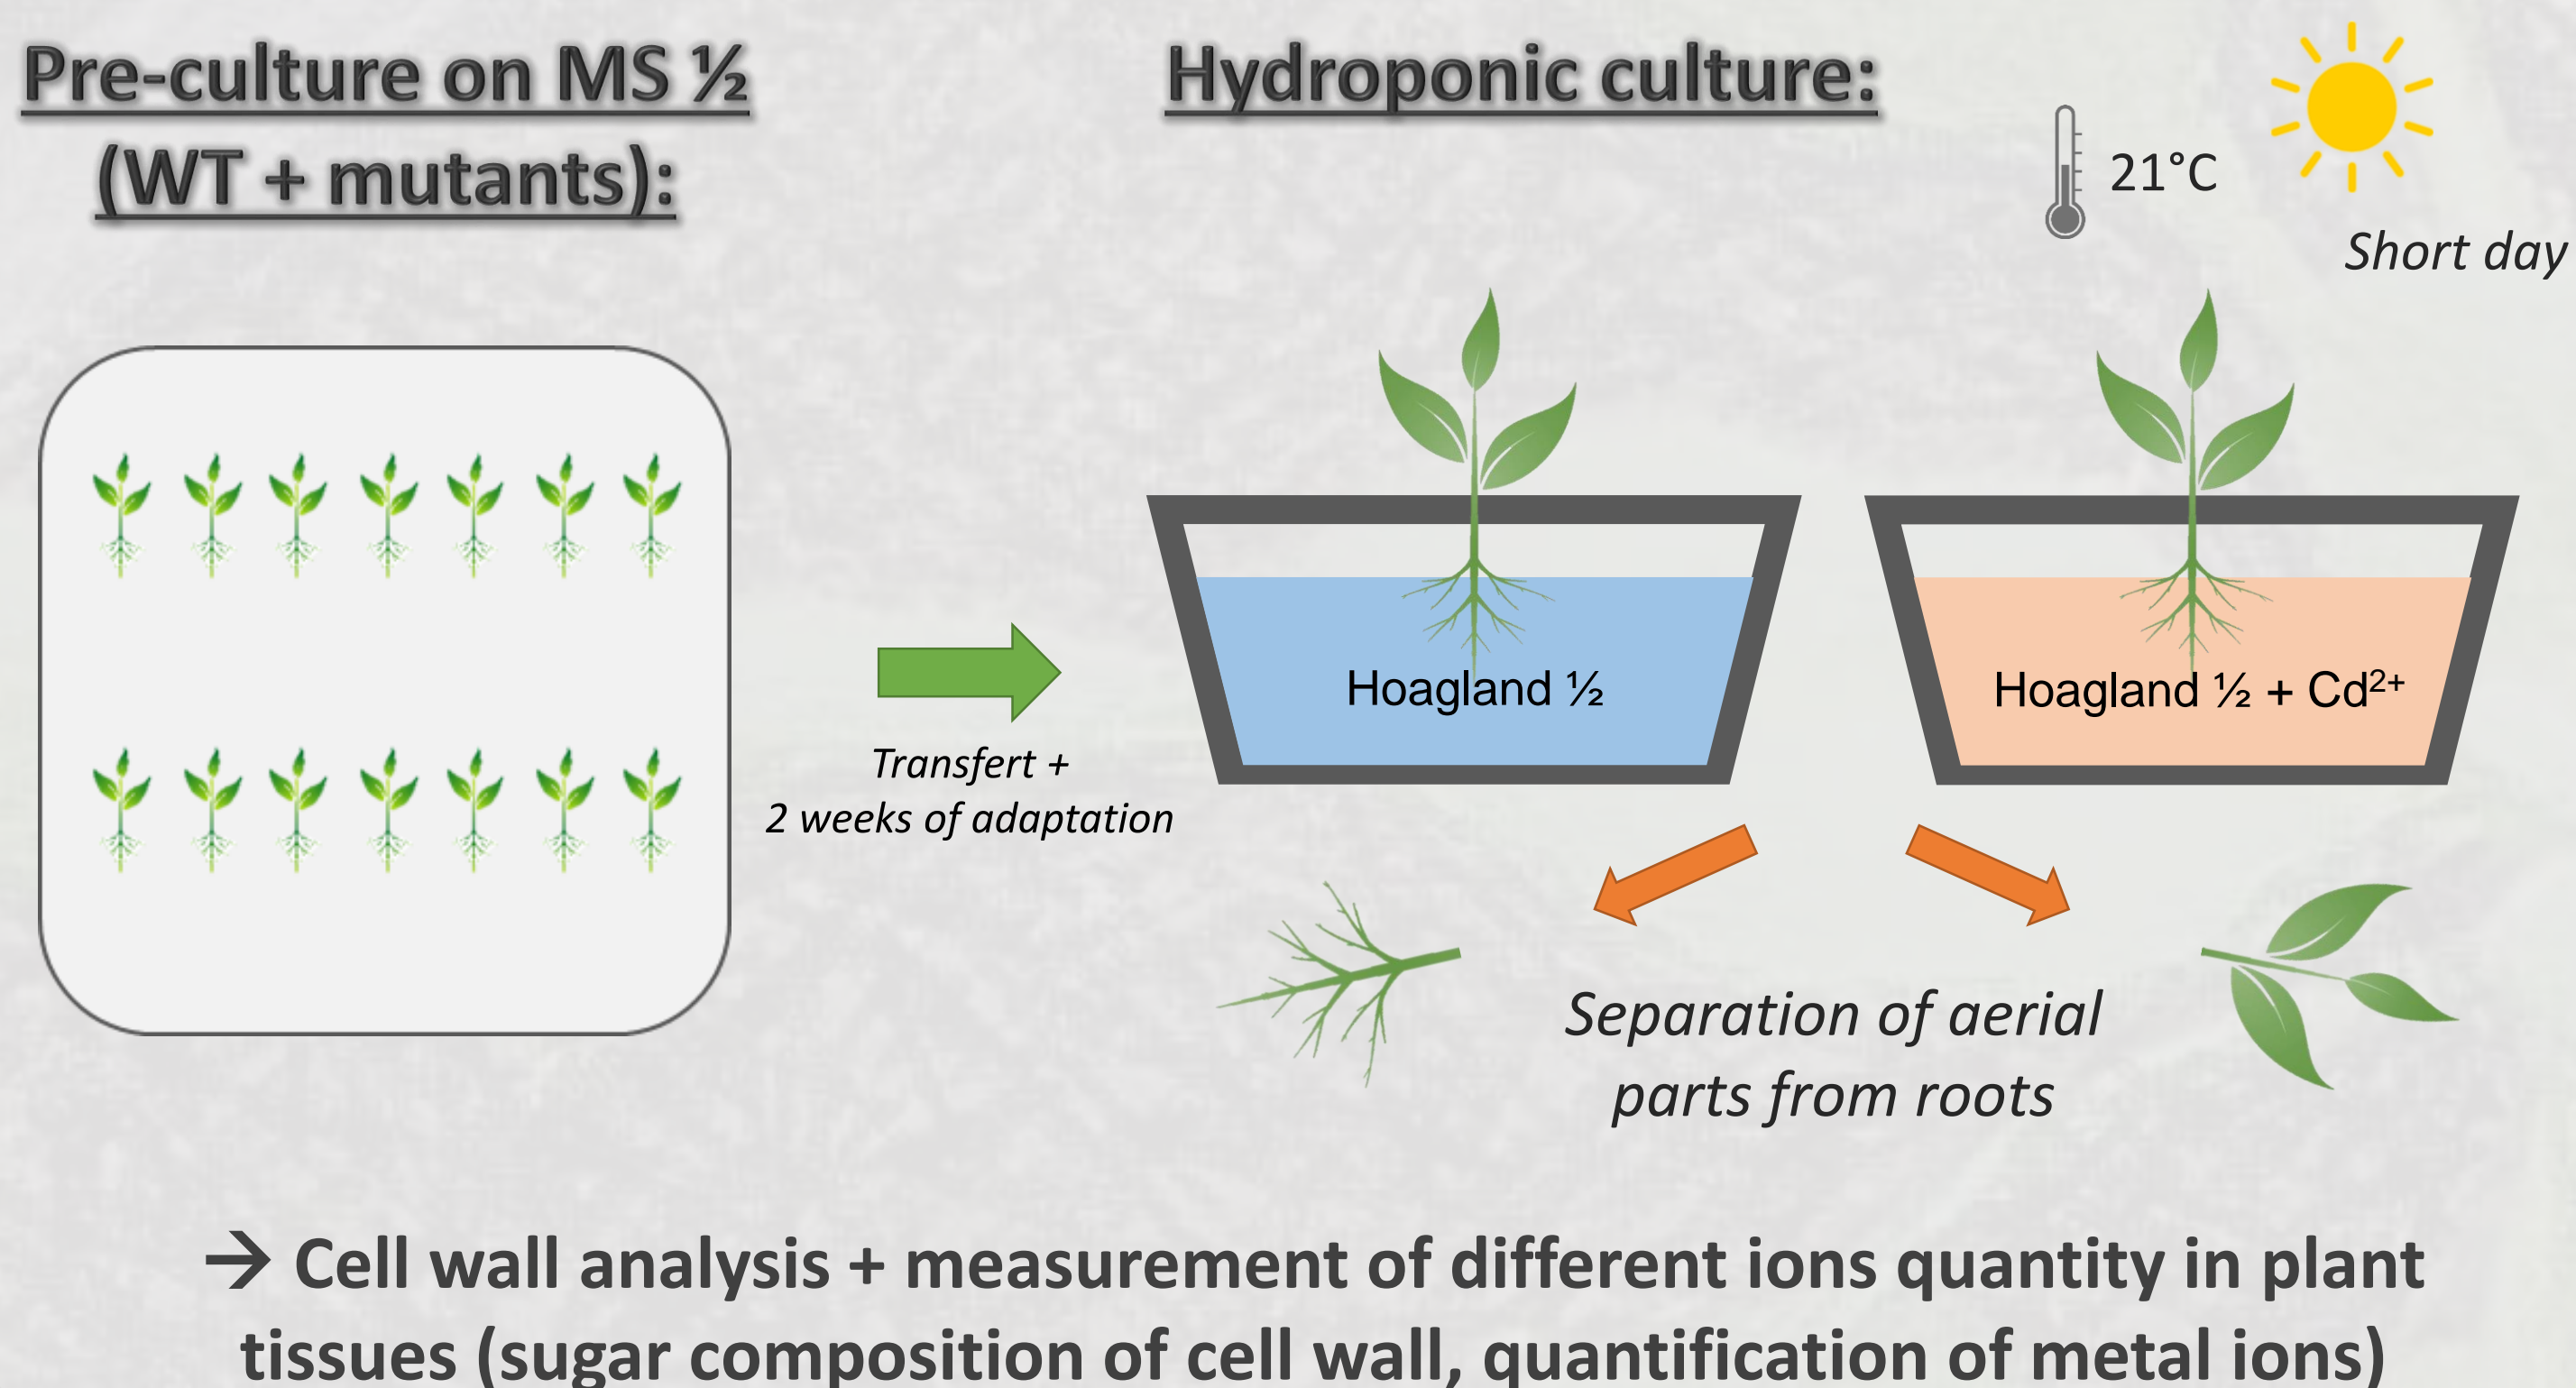 Pre-culture on MS ½
(WT + mutants):
Hydroponic culture:
21°C
Short day
Transfert +
2 weeks of adaptation
Hoagland ½
Hoagland ½ + Cd²⁺
Separation of aerial
parts from roots
→ Cell wall analysis + measurement of different ions quantity in plant
tissues (sugar composition of cell wall, quantification of metal ions)